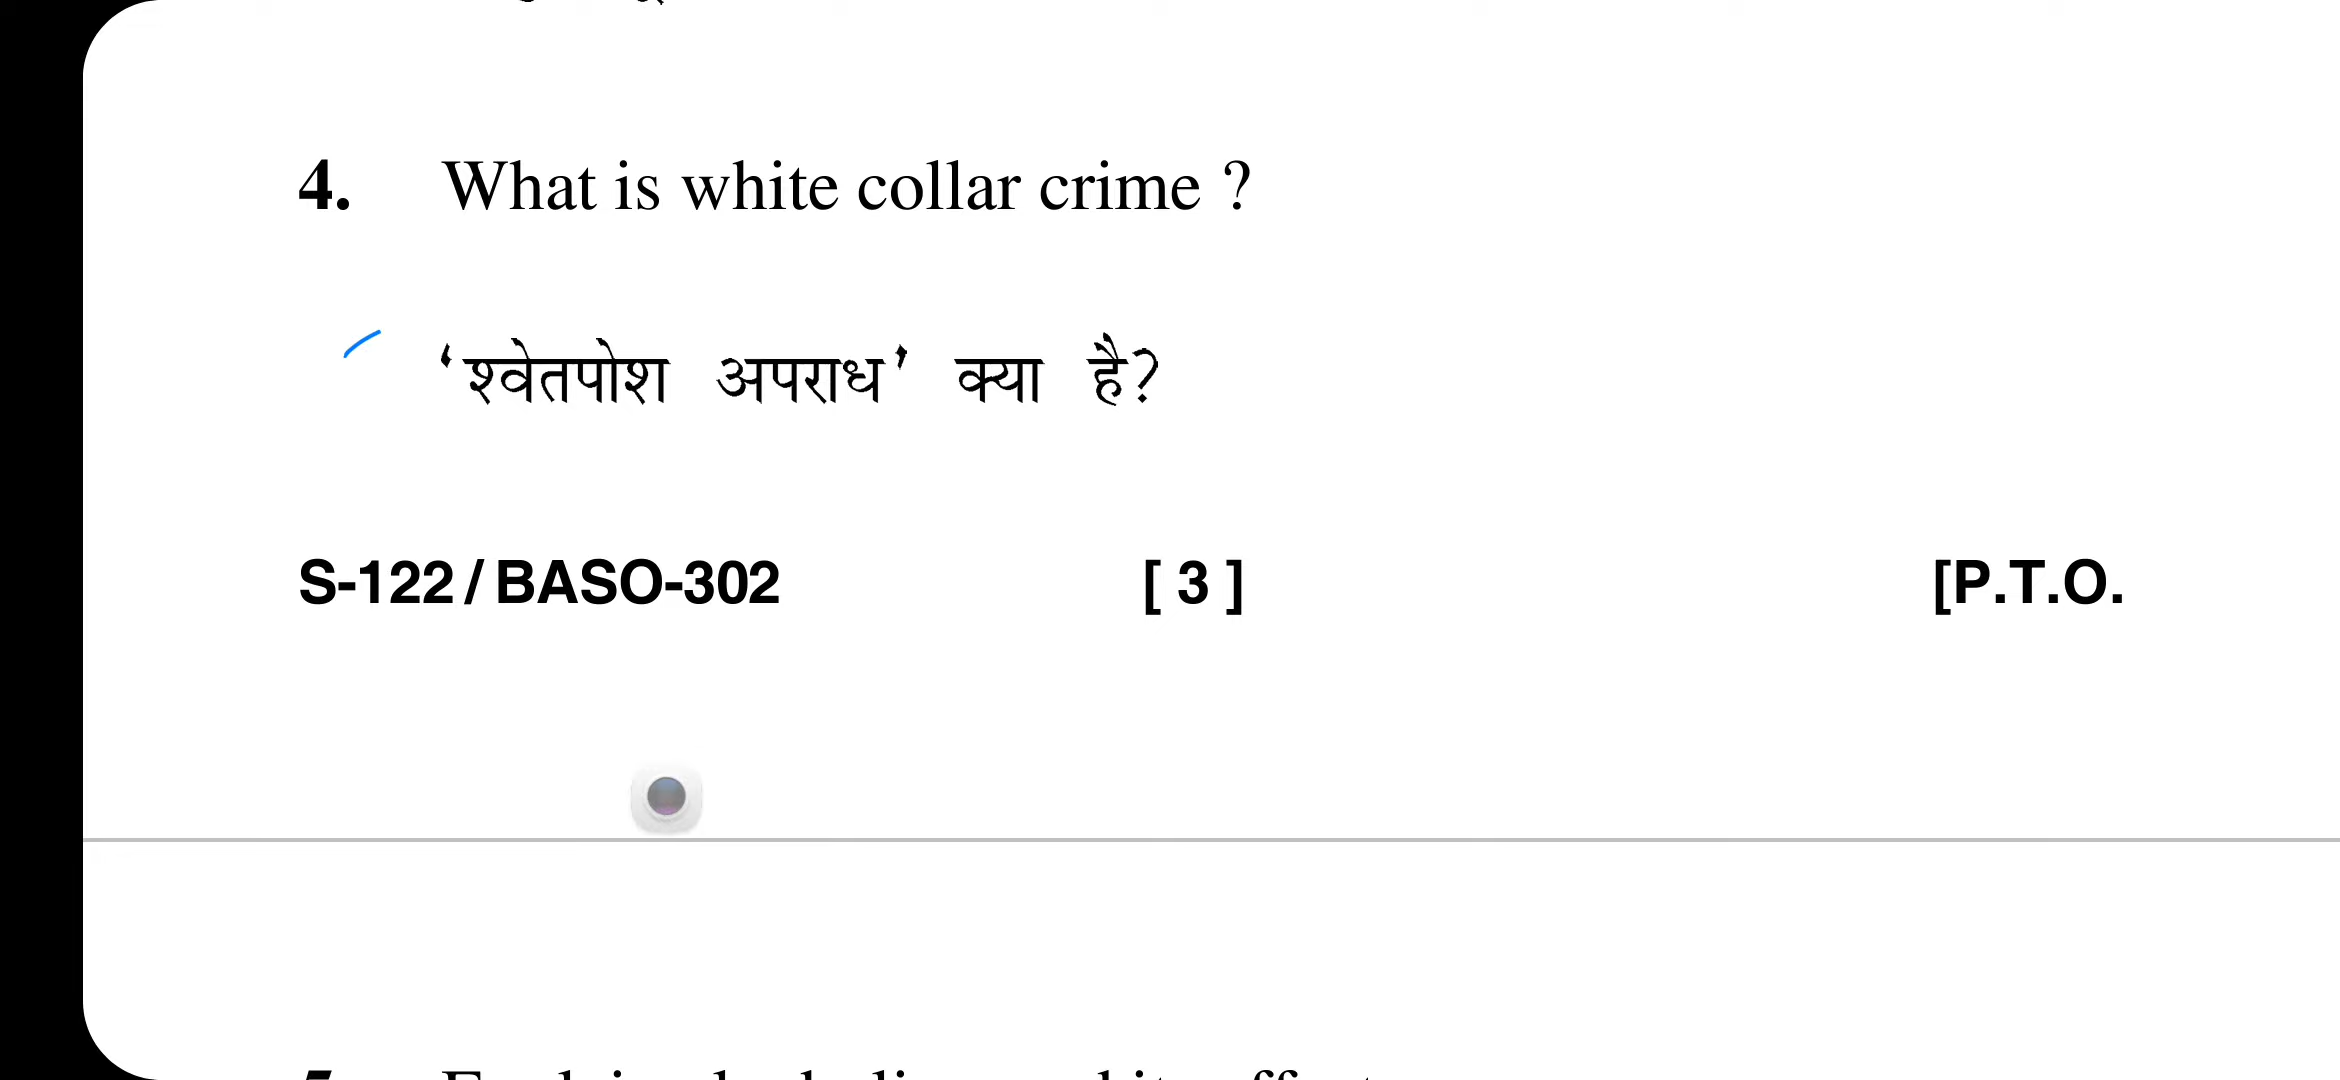 4. What is white collar crime ?
‘श्वेतपोश अपराध’ क्या है?
S-122 / BASO-302 [ 3 ] [P.T.O.